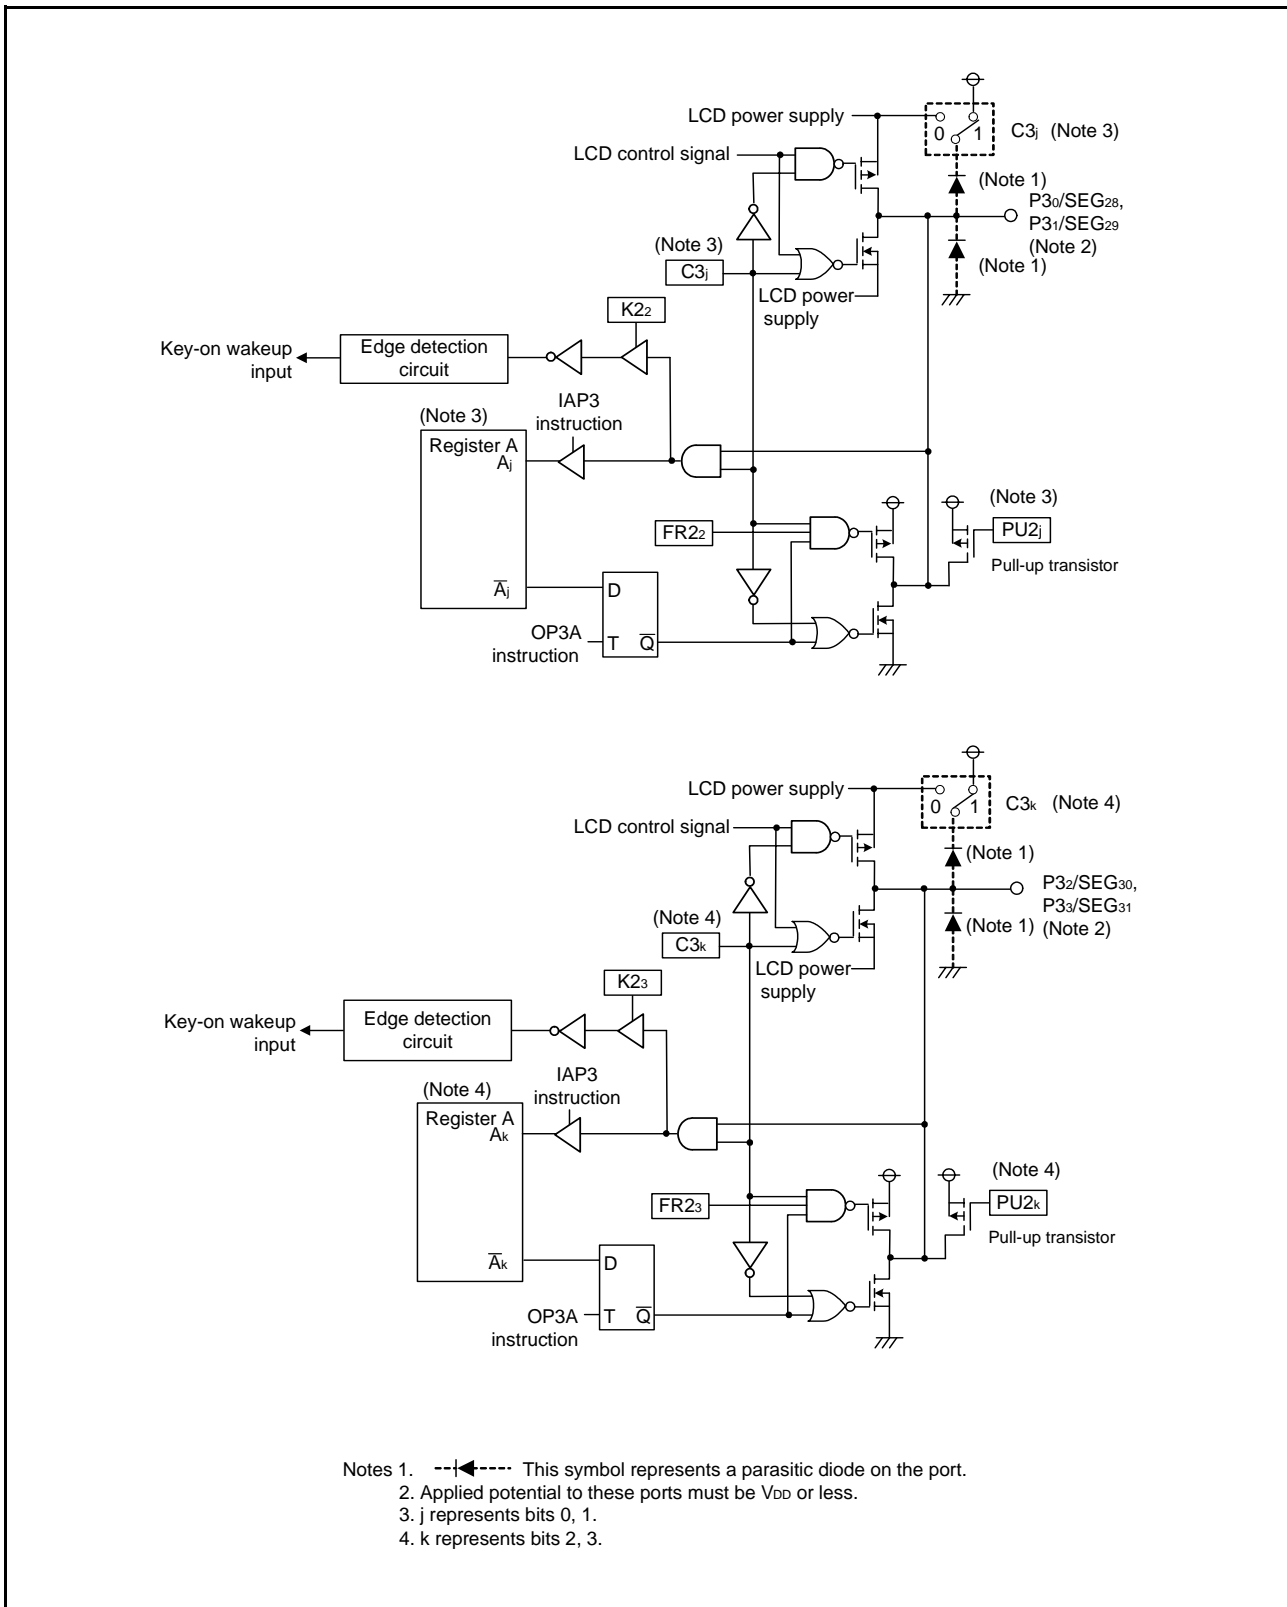 LCD power supply
0 1 C3j (Note 3)
LCD control signal
(Note 1)
P30/SEG28,
P31/SEG29
(Note 2)
(Note 3)
C3j
(Note 1)
LCD power
supply
K22
Key-on wakeup
input
Edge detection
circuit
IAP3
instruction
(Note 3)
Register A
Aj
(Note 3)
FR22
PU2j
Pull-up transistor
A̅j
D
OP3A
instruction
T Q̅
LCD power supply
0 1 C3k (Note 4)
LCD control signal
(Note 1)
P32/SEG30,
P33/SEG31
(Note 2)
(Note 4)
C3k
(Note 1)
LCD power
supply
K23
Key-on wakeup
input
Edge detection
circuit
IAP3
instruction
(Note 4)
Register A
Ak
(Note 4)
FR23
PU2k
Pull-up transistor
A̅k
D
OP3A
instruction
T Q̅
Notes 1. This symbol represents a parasitic diode on the port.
2. Applied potential to these ports must be VDD or less.
3. j represents bits 0, 1.
4. k represents bits 2, 3.